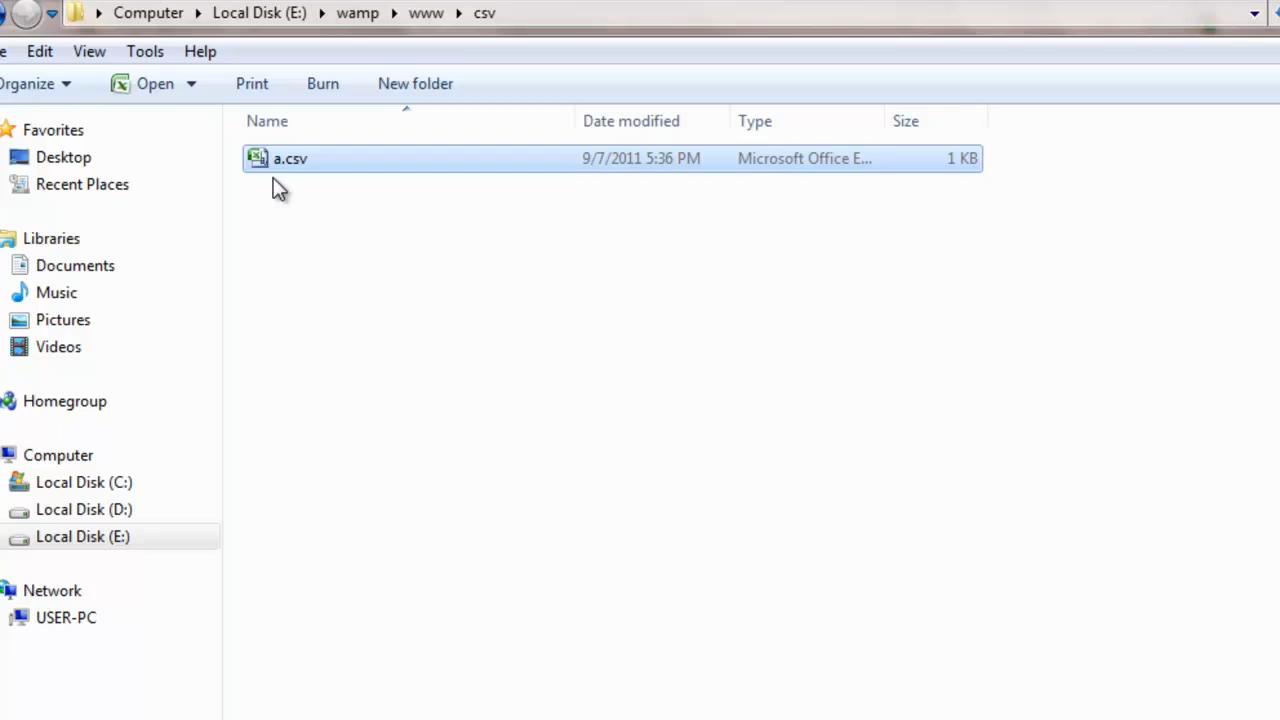 Computer Local Disk (E:) wamp www csv
Edit View Tools Help
Organize Open Print Burn New folder
Name Date modified Type Size
a.csv 9/7/2011 5:36 PM Microsoft Office E... 1 KB
Favorites
Desktop
Recent Places
Libraries
Documents
Music
Pictures
Videos
Homegroup
Computer
Local Disk (C:)
Local Disk (D:)
Local Disk (E:)
Network
USER-PC